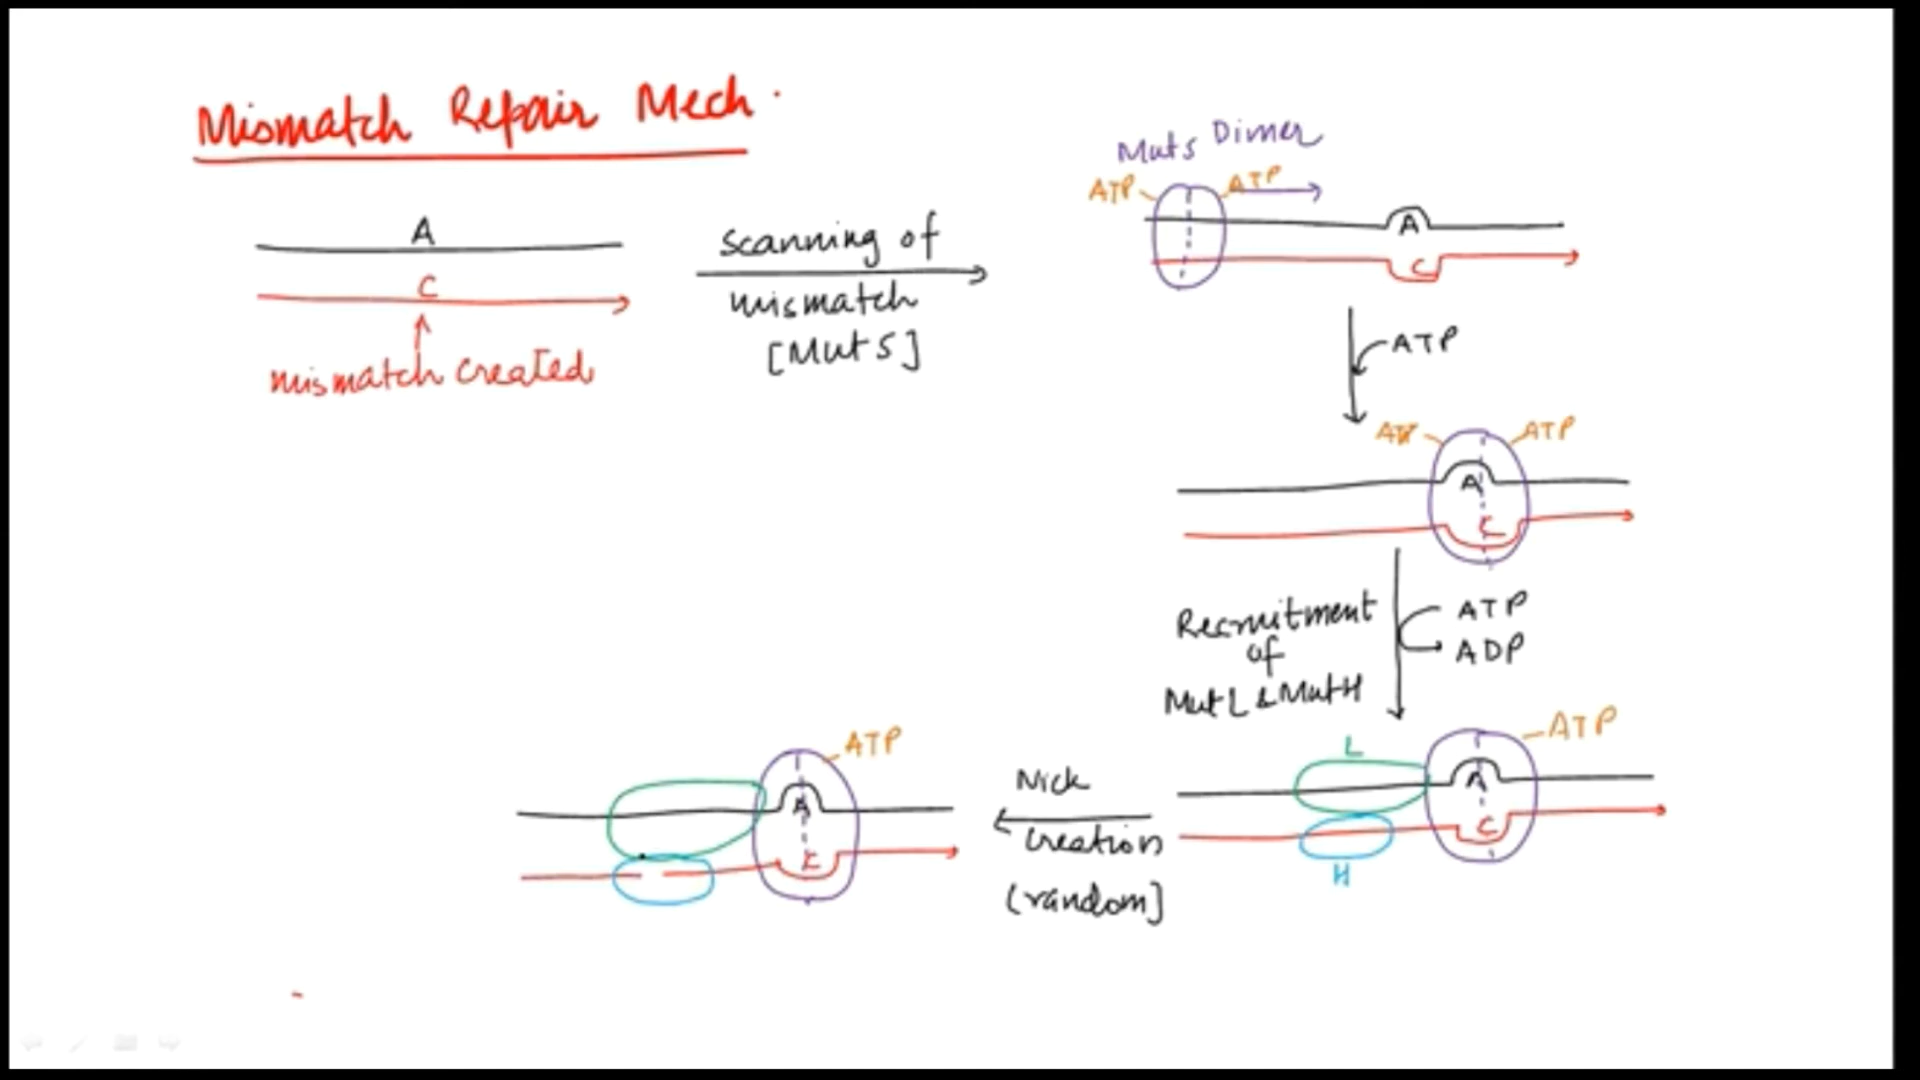 Mismatch Repair Mech.
A
C
mismatch created
scanning of
mismatch
[MutS]
MutS Dimer
ATP
ATP
A
C
ATP
ATP
ATP
A
C
Recruitment
of
MutL & MutH
ATP
ADP
ATP
L
A
C
H
Nick
creation
(random]
ATP
A
C